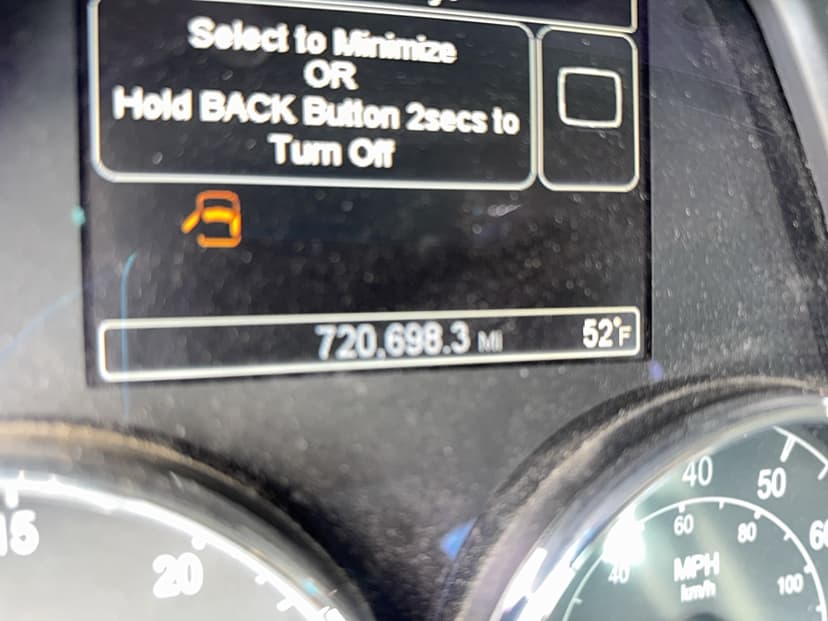 Select to Minimize
OR
Hold BACK Button 2secs to
Turn Off
720,698.3 Mi
52°F
15
20
40
50
60
80
40
MPH
km/h
100